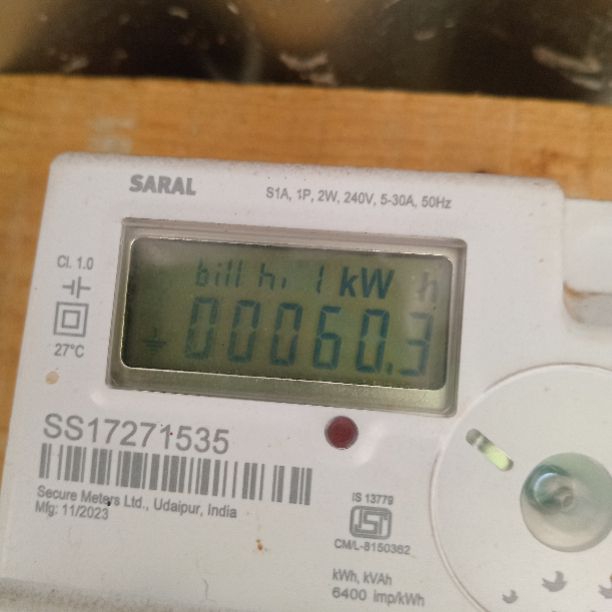 SARAL
S1A, 1P, 2W, 240V, 5-30A, 50Hz
Cl. 1.0
bill hi 1 kW h
00060.3
27°C
SS17271535
Secure Meters Ltd., Udaipur, India
Mfg: 11/2023
IS 13779
ISI
CM/L-8150362
kWh, kVAh
6400 imp/kWh